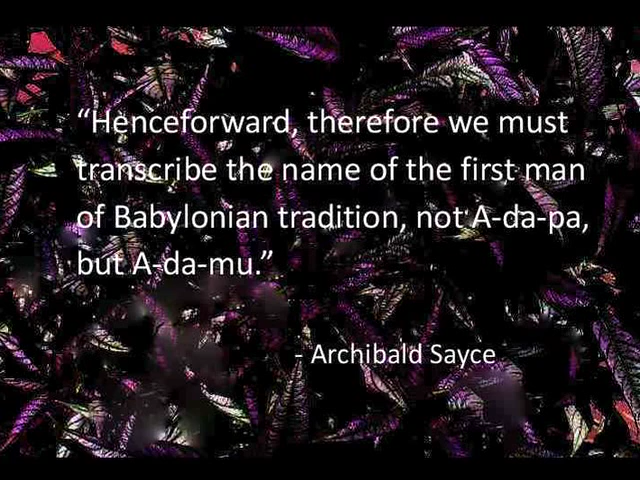 “Henceforward, therefore we must
transcribe the name of the first man
of Babylonian tradition, not A-da-pa,
but A-da-mu.”
- Archibald Sayce